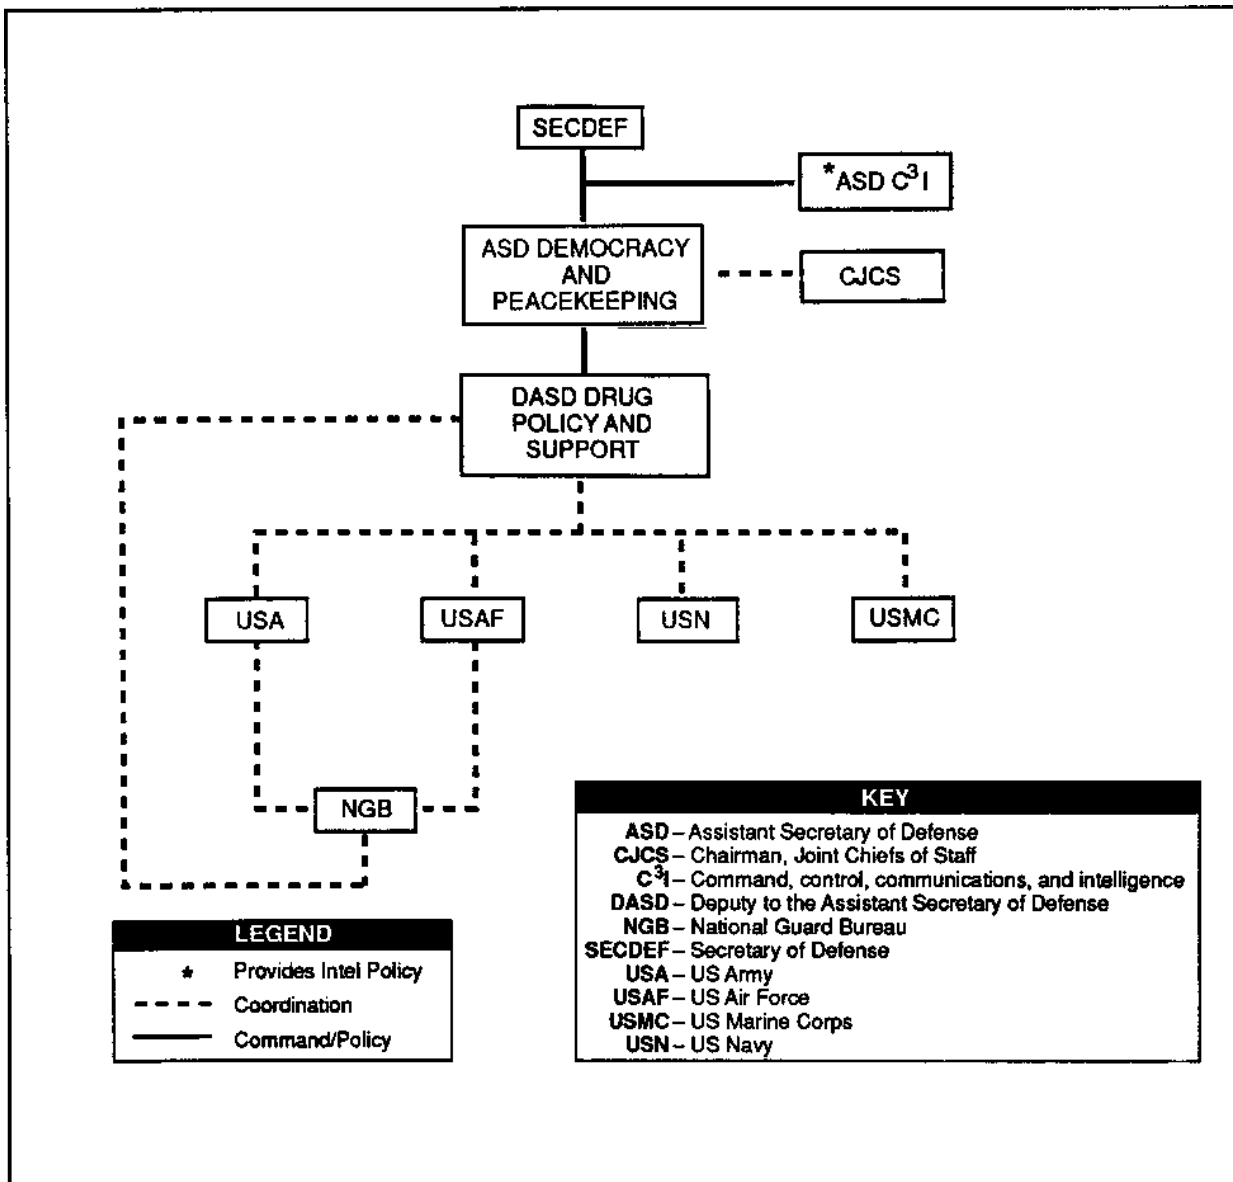 SECDEF
*ASD C³I
ASD DEMOCRACY
AND
PEACEKEEPING
CJCS
DASD DRUG
POLICY AND
SUPPORT
USA
USAF
USN
USMC
NGB
LEGEND
* Provides Intel Policy
Coordination
Command/Policy
KEY
ASD – Assistant Secretary of Defense
CJCS – Chairman, Joint Chiefs of Staff
C³I – Command, control, communications, and intelligence
DASD – Deputy to the Assistant Secretary of Defense
NGB – National Guard Bureau
SECDEF – Secretary of Defense
USA – US Army
USAF – US Air Force
USMC – US Marine Corps
USN – US Navy